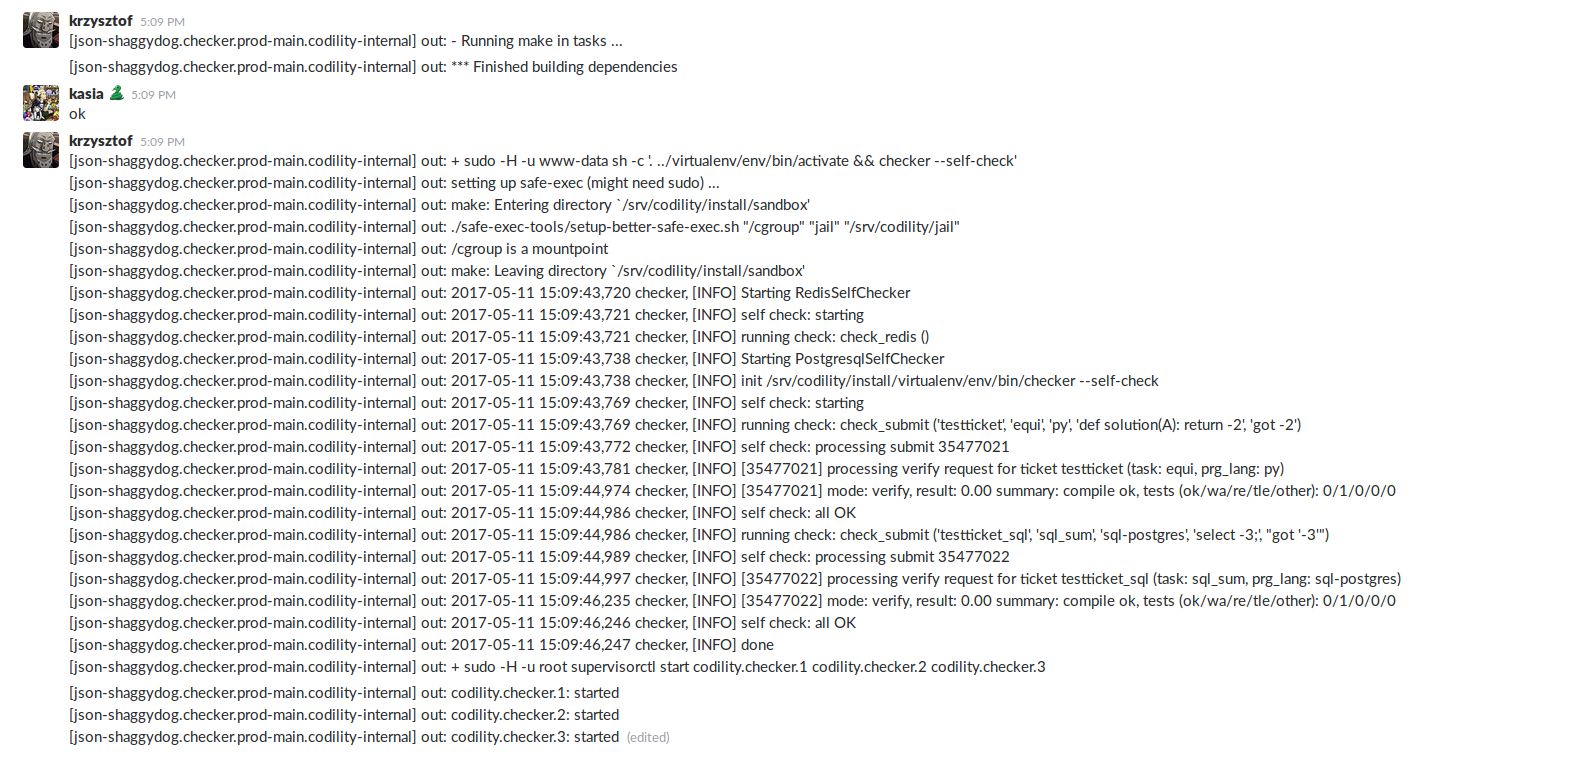 krzysztof 5:09 PM
[json-shaggydog.checker.prod-main.codility-internal] out: - Running make in tasks ...
[json-shaggydog.checker.prod-main.codility-internal] out: *** Finished building dependencies
kasia 5:09 PM
ok
krzysztof 5:09 PM
[json-shaggydog.checker.prod-main.codility-internal] out: + sudo -H -u www-data sh -c '. ../virtualenv/env/bin/activate && checker --self-check'
[json-shaggydog.checker.prod-main.codility-internal] out: setting up safe-exec (might need sudo) ...
[json-shaggydog.checker.prod-main.codility-internal] out: make: Entering directory `/srv/codility/install/sandbox'
[json-shaggydog.checker.prod-main.codility-internal] out: ./safe-exec-tools/setup-better-safe-exec.sh "/cgroup" "jail" "/srv/codility/jail"
[json-shaggydog.checker.prod-main.codility-internal] out: /cgroup is a mountpoint
[json-shaggydog.checker.prod-main.codility-internal] out: make: Leaving directory `/srv/codility/install/sandbox'
[json-shaggydog.checker.prod-main.codility-internal] out: 2017-05-11 15:09:43,720 checker, [INFO] Starting RedisSelfChecker
[json-shaggydog.checker.prod-main.codility-internal] out: 2017-05-11 15:09:43,721 checker, [INFO] self check: starting
[json-shaggydog.checker.prod-main.codility-internal] out: 2017-05-11 15:09:43,721 checker, [INFO] running check: check_redis ()
[json-shaggydog.checker.prod-main.codility-internal] out: 2017-05-11 15:09:43,738 checker, [INFO] Starting PostgresqlSelfChecker
[json-shaggydog.checker.prod-main.codility-internal] out: 2017-05-11 15:09:43,738 checker, [INFO] init /srv/codility/install/virtualenv/env/bin/checker --self-check
[json-shaggydog.checker.prod-main.codility-internal] out: 2017-05-11 15:09:43,769 checker, [INFO] self check: starting
[json-shaggydog.checker.prod-main.codility-internal] out: 2017-05-11 15:09:43,769 checker, [INFO] running check: check_submit ('testticket', 'equi', 'py', 'def solution(A): return -2', 'got -2')
[json-shaggydog.checker.prod-main.codility-internal] out: 2017-05-11 15:09:43,772 checker, [INFO] self check: processing submit 35477021
[json-shaggydog.checker.prod-main.codility-internal] out: 2017-05-11 15:09:43,781 checker, [INFO] [35477021] processing verify request for ticket testticket (task: equi, prg_lang: py)
[json-shaggydog.checker.prod-main.codility-internal] out: 2017-05-11 15:09:44,974 checker, [INFO] [35477021] mode: verify, result: 0.00 summary: compile ok, tests (ok/wa/re/tle/other): 0/1/0/0/0
[json-shaggydog.checker.prod-main.codility-internal] out: 2017-05-11 15:09:44,986 checker, [INFO] self check: all OK
[json-shaggydog.checker.prod-main.codility-internal] out: 2017-05-11 15:09:44,986 checker, [INFO] running check: check_submit ('testticket_sql', 'sql_sum', 'sql-postgres', 'select -3;', "got '-3'")
[json-shaggydog.checker.prod-main.codility-internal] out: 2017-05-11 15:09:44,989 checker, [INFO] self check: processing submit 35477022
[json-shaggydog.checker.prod-main.codility-internal] out: 2017-05-11 15:09:44,997 checker, [INFO] [35477022] processing verify request for ticket testticket_sql (task: sql_sum, prg_lang: sql-postgres)
[json-shaggydog.checker.prod-main.codility-internal] out: 2017-05-11 15:09:46,235 checker, [INFO] [35477022] mode: verify, result: 0.00 summary: compile ok, tests (ok/wa/re/tle/other): 0/1/0/0/0
[json-shaggydog.checker.prod-main.codility-internal] out: 2017-05-11 15:09:46,246 checker, [INFO] self check: all OK
[json-shaggydog.checker.prod-main.codility-internal] out: 2017-05-11 15:09:46,247 checker, [INFO] done
[json-shaggydog.checker.prod-main.codility-internal] out: + sudo -H -u root supervisorctl start codility.checker.1 codility.checker.2 codility.checker.3
[json-shaggydog.checker.prod-main.codility-internal] out: codility.checker.1: started
[json-shaggydog.checker.prod-main.codility-internal] out: codility.checker.2: started
[json-shaggydog.checker.prod-main.codility-internal] out: codility.checker.3: started (edited)